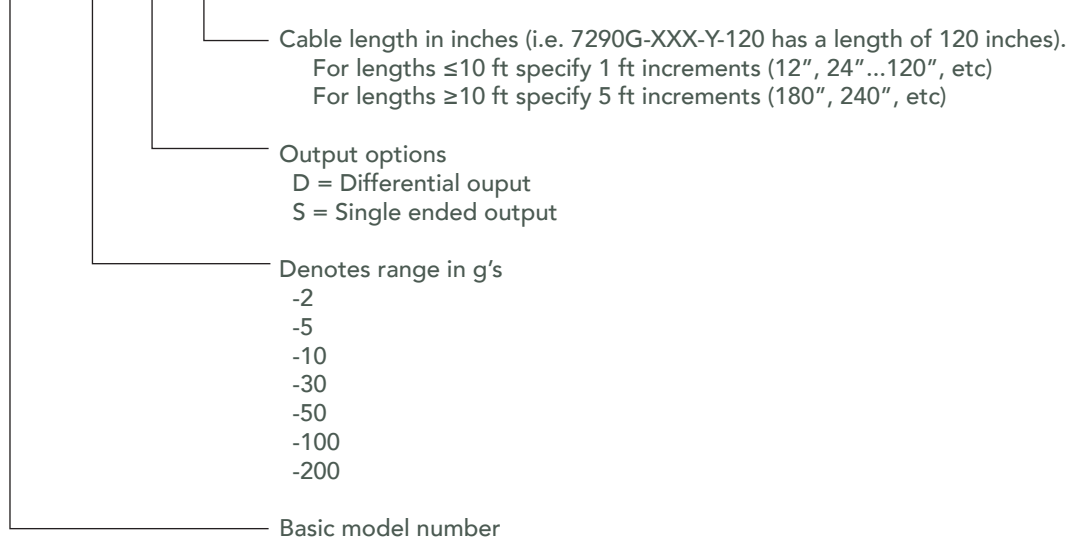 Cable length in inches (i.e. 7290G-XXX-Y-120 has a length of 120 inches).
For lengths ≤10 ft specify 1 ft increments (12”, 24”...120”, etc)
For lengths ≥10 ft specify 5 ft increments (180”, 240”, etc)
Output options
D = Differential ouput
S = Single ended output
Denotes range in g’s
-2
-5
-10
-30
-50
-100
-200
Basic model number